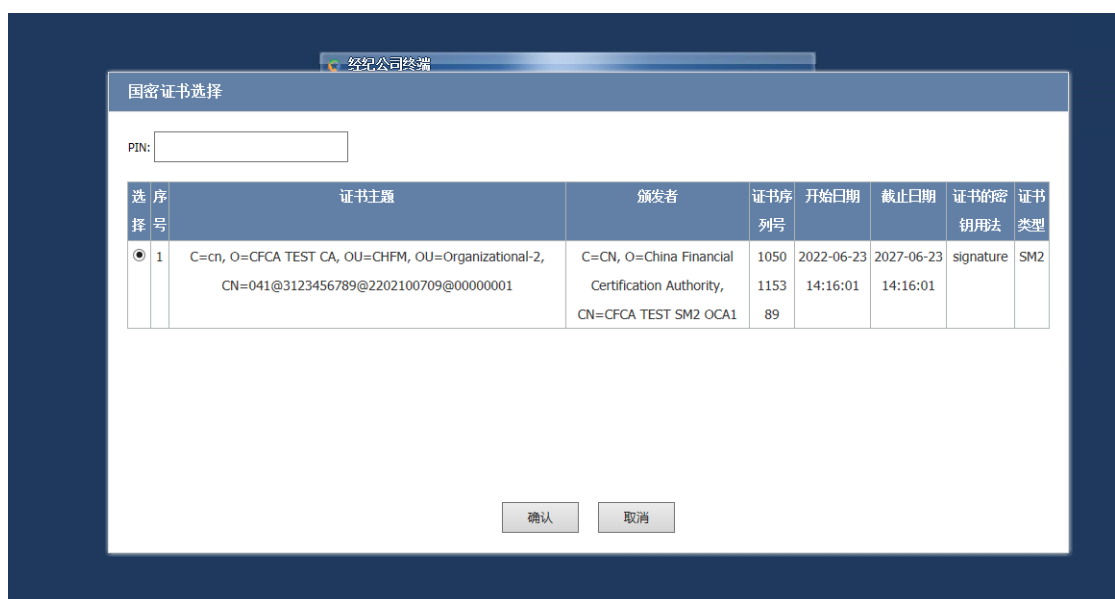 经纪公司终端
国密证书选择
PIN:
选择 序号 证书主题 颁发者 证书序列号 开始日期 截止日期 证书的密钥用法 证书类型
1 C=cn, O=CFCA TEST CA, OU=CHFM, OU=Organizational-2, C=CN, O=China Financial 1050 2022-06-23 2027-06-23 signature SM2
CN=041@3123456789@2202100709@00000001 Certification Authority, 1153 14:16:01 14:16:01
CN=CFCA TEST SM2 OCA1 89
确认 取消